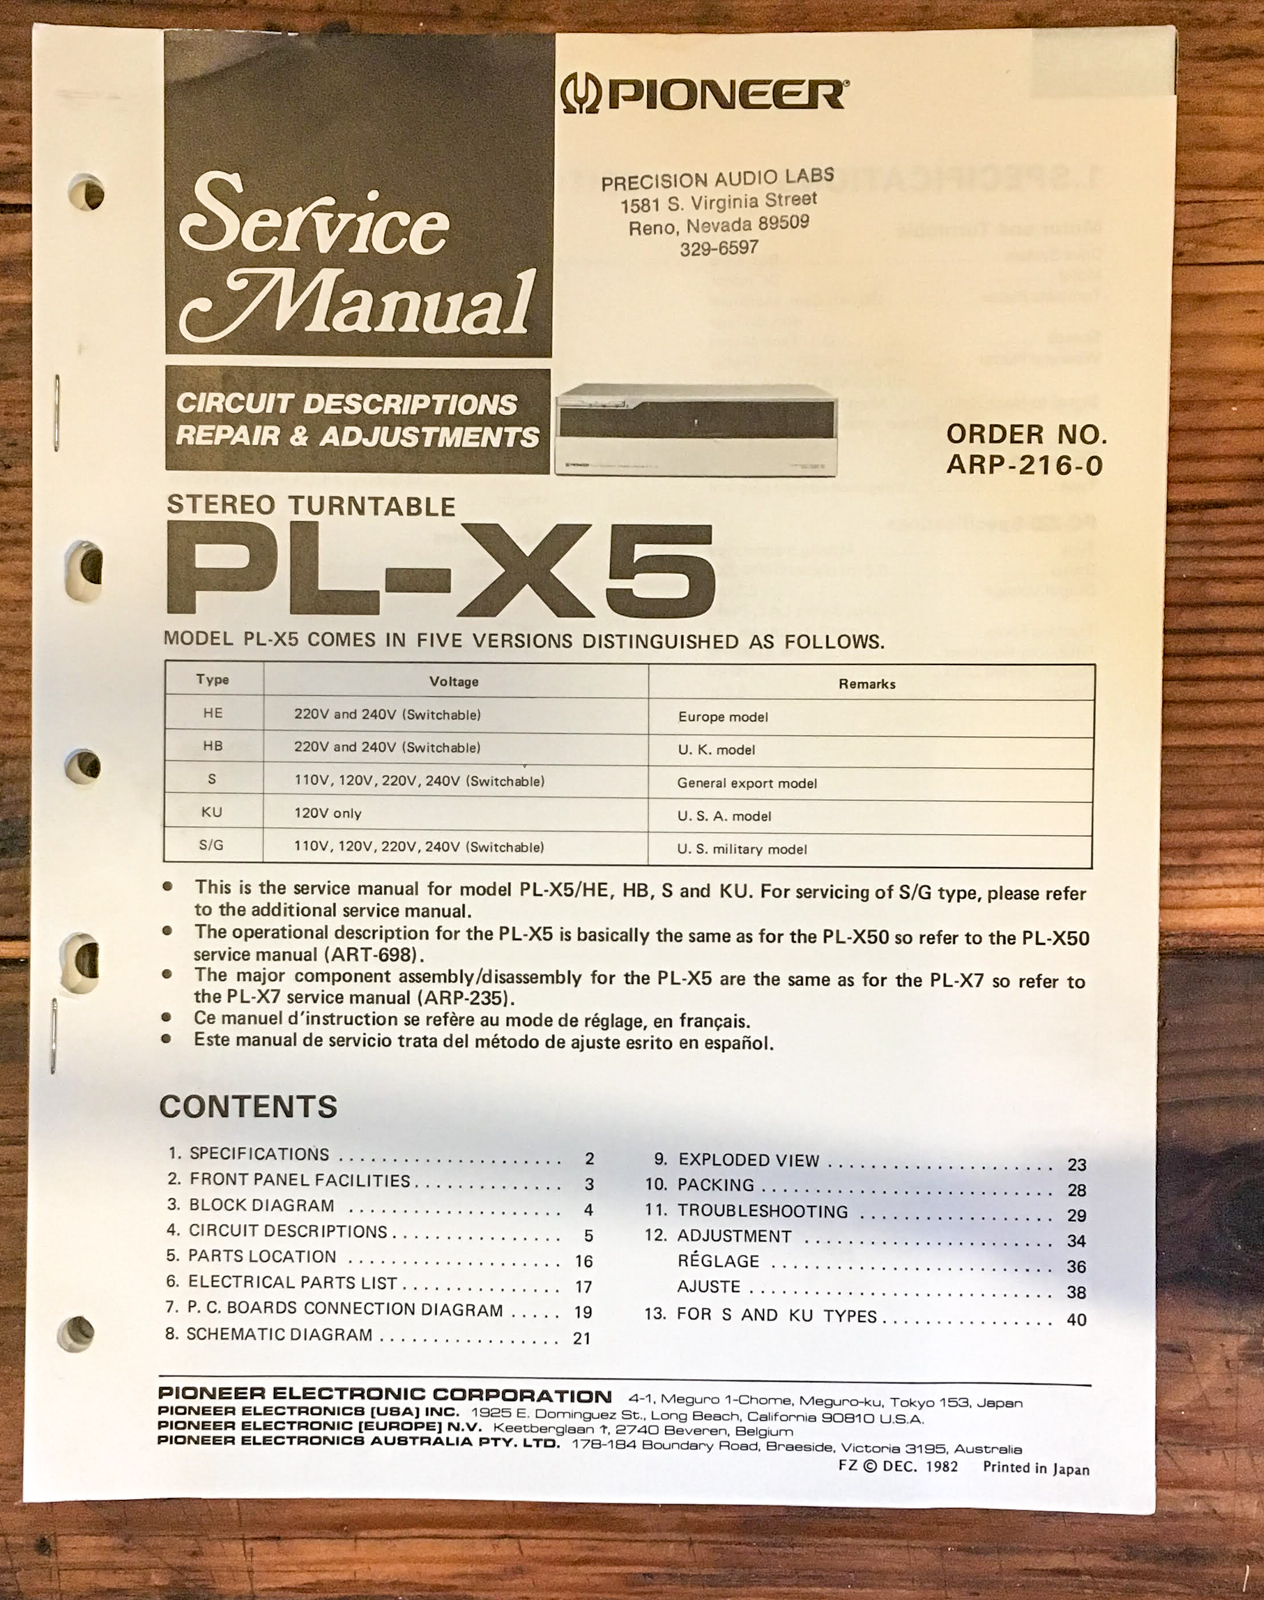 PIONEER®
Service
Manual
PRECISION AUDIO LABS
1581 S. Virginia Street
Reno, Nevada 89509
329-6597
CIRCUIT DESCRIPTIONS
REPAIR & ADJUSTMENTS
ORDER NO.
ARP-216-0
STEREO TURNTABLE
PL-X5
MODEL PL-X5 COMES IN FIVE VERSIONS DISTINGUISHED AS FOLLOWS.
Type Voltage Remarks
HE 220V and 240V (Switchable) Europe model
HB 220V and 240V (Switchable) U. K. model
S 110V, 120V, 220V, 240V (Switchable) General export model
KU 120V only U. S. A. model
S/G 110V, 120V, 220V, 240V (Switchable) U. S. military model
● This is the service manual for model PL-X5/HE, HB, S and KU. For servicing of S/G type, please refer
to the additional service manual.
● The operational description for the PL-X5 is basically the same as for the PL-X50 so refer to the PL-X50
service manual (ART-698).
● The major component assembly/disassembly for the PL-X5 are the same as for the PL-X7 so refer to
the PL-X7 service manual (ARP-235).
● Ce manuel d'instruction se refère au mode de réglage, en français.
● Este manual de servicio trata del método de ajuste esrito en español.
CONTENTS
1. SPECIFICATIONS . . . . . . . . . . . . . . . . . . . . . 2
2. FRONT PANEL FACILITIES . . . . . . . . . . . . . . 3
3. BLOCK DIAGRAM . . . . . . . . . . . . . . . . . . . . 4
4. CIRCUIT DESCRIPTIONS . . . . . . . . . . . . . . . . 5
5. PARTS LOCATION . . . . . . . . . . . . . . . . . . . . 16
6. ELECTRICAL PARTS LIST . . . . . . . . . . . . . . . 17
7. P. C. BOARDS CONNECTION DIAGRAM . . . . . 19
8. SCHEMATIC DIAGRAM . . . . . . . . . . . . . . . . . 21
9. EXPLODED VIEW . . . . . . . . . . . . . . . . . . . . . 23
10. PACKING . . . . . . . . . . . . . . . . . . . . . . . . . . . 28
11. TROUBLESHOOTING . . . . . . . . . . . . . . . . . . 29
12. ADJUSTMENT . . . . . . . . . . . . . . . . . . . . . . . 34
RÉGLAGE . . . . . . . . . . . . . . . . . . . . . . . . . . 36
AJUSTE . . . . . . . . . . . . . . . . . . . . . . . . . . . . 38
13. FOR S AND KU TYPES . . . . . . . . . . . . . . . . 40
PIONEER ELECTRONIC CORPORATION 4-1, Meguro 1-Chome, Meguro-ku, Tokyo 153, Japan
PIONEER ELECTRONICS [USA] INC. 1925 E. Dominguez St., Long Beach, California 90810 U.S.A.
PIONEER ELECTRONIC [EUROPE] N.V. Keetberglaan 1, 2740 Beveren, Belgium
PIONEER ELECTRONICS AUSTRALIA PTY. LTD. 178-184 Boundary Road, Braeside, Victoria 3195, Australia
FZ © DEC. 1982 Printed in Japan